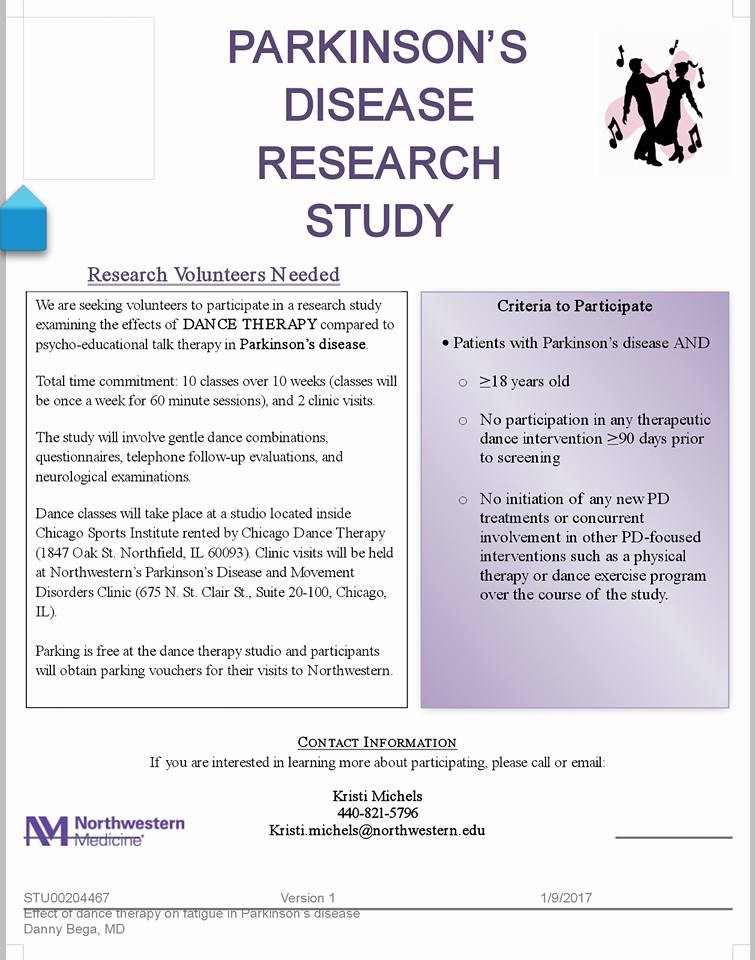 PARKINSON'S
DISEASE
RESEARCH
STUDY
Research Volunteers Needed
We are seeking volunteers to participate in a research study
examining the effects of DANCE THERAPY compared to
psycho-educational talk therapy in Parkinson's disease.
Total time commitment: 10 classes over 10 weeks (classes will
be once a week for 60 minute sessions), and 2 clinic visits.
The study will involve gentle dance combinations,
questionnaires, telephone follow-up evaluations, and
neurological examinations.
Dance classes will take place at a studio located inside
Chicago Sports Institute rented by Chicago Dance Therapy
(1847 Oak St. Northfield, IL 60093). Clinic visits will be held
at Northwestern's Parkinson's Disease and Movement
Disorders Clinic (675 N. St. Clair St., Suite 20-100, Chicago,
IL).
Parking is free at the dance therapy studio and participants
will obtain parking vouchers for their visits to Northwestern.
Criteria to Participate
• Patients with Parkinson's disease AND
○ ≥18 years old
○ No participation in any therapeutic
dance intervention ≥90 days prior
to screening
○ No initiation of any new PD
treatments or concurrent
involvement in other PD-focused
interventions such as a physical
therapy or dance exercise program
over the course of the study.
CONTACT INFORMATION
If you are interested in learning more about participating, please call or email:
Kristi Michels
440-821-5796
Kristi.michels@northwestern.edu
NM Northwestern
Medicine®
STU00204467 Version 1 1/9/2017
Effect of dance therapy on fatigue in Parkinson's disease
Danny Bega, MD